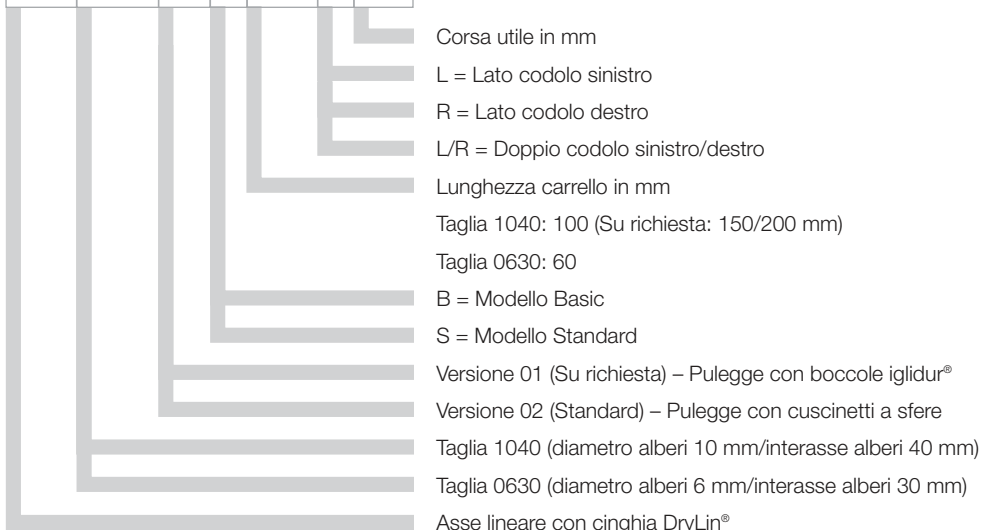 Corsa utile in mm
L = Lato codolo sinistro
R = Lato codolo destro
L/R = Doppio codolo sinistro/destro
Lunghezza carrello in mm
Taglia 1040: 100 (Su richiesta: 150/200 mm)
Taglia 0630: 60
B = Modello Basic
S = Modello Standard
Versione 01 (Su richiesta) – Pulegge con boccole iglidur®
Versione 02 (Standard) – Pulegge con cuscinetti a sfere
Taglia 1040 (diametro alberi 10 mm/interasse alberi 40 mm)
Taglia 0630 (diametro alberi 6 mm/interasse alberi 30 mm)
Asse lineare con cinghia DryLin®